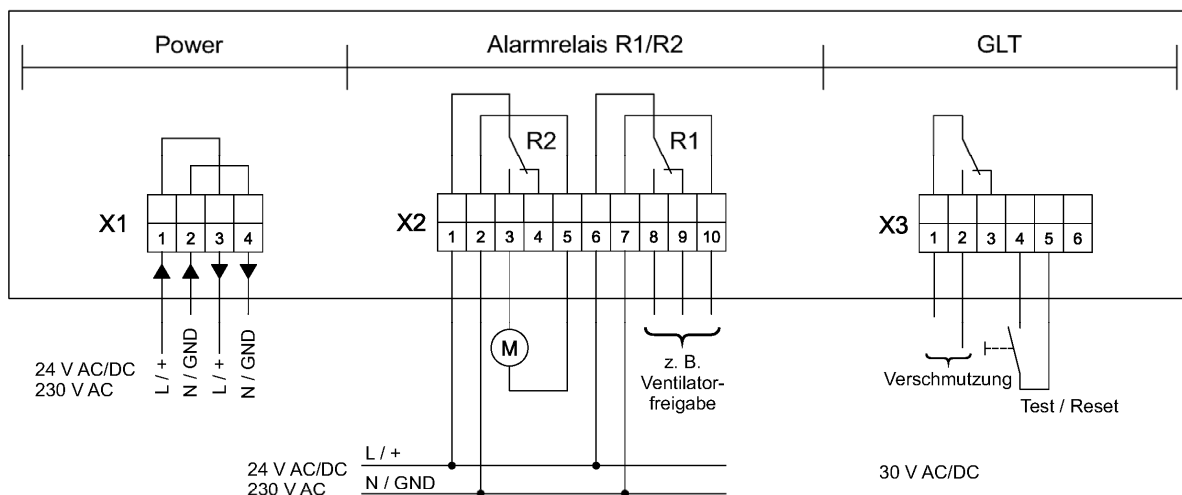 Power
Alarmrelais R1/R2
GLT
R2
R1
X1
1 2 3 4
X2
1 2 3 4 5 6 7 8 9 10
X3
1 2 3 4 5 6
24 V AC/DC
230 V AC
L / +
N / GND
L / +
N / GND
M
z. B.
Ventilator-
freigabe
Verschmutzung
Test / Reset
24 V AC/DC
230 V AC
L / +
N / GND
30 V AC/DC